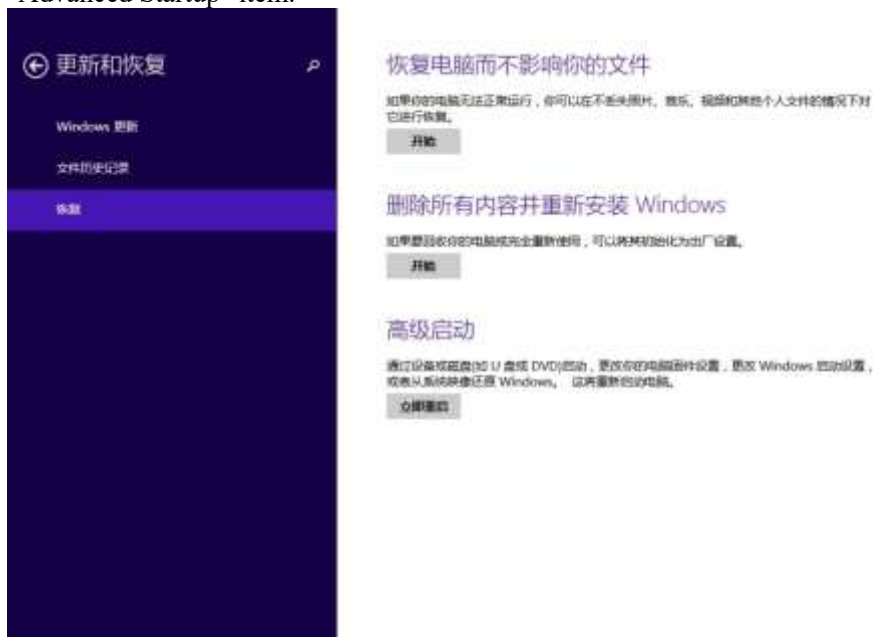 "Advanced Startup" item.
更新和恢复
Windows 更新
文件历史记录
恢复
恢复电脑而不影响你的文件
如果你的电脑无法正常运行，你可以在不丢失照片、音乐、视频和其他个人文件的情况下对
它进行恢复。
开始
删除所有内容并重新安装 Windows
如果要回收你的电脑或完全重新使用，可以将其初始化为出厂设置。
开始
高级启动
通过设备或磁盘(如 U 盘或 DVD)启动，更改你的电脑固件设置，更改 Windows 启动设置，
或者从系统映像还原 Windows。 这将重新启动电脑。
立即重启